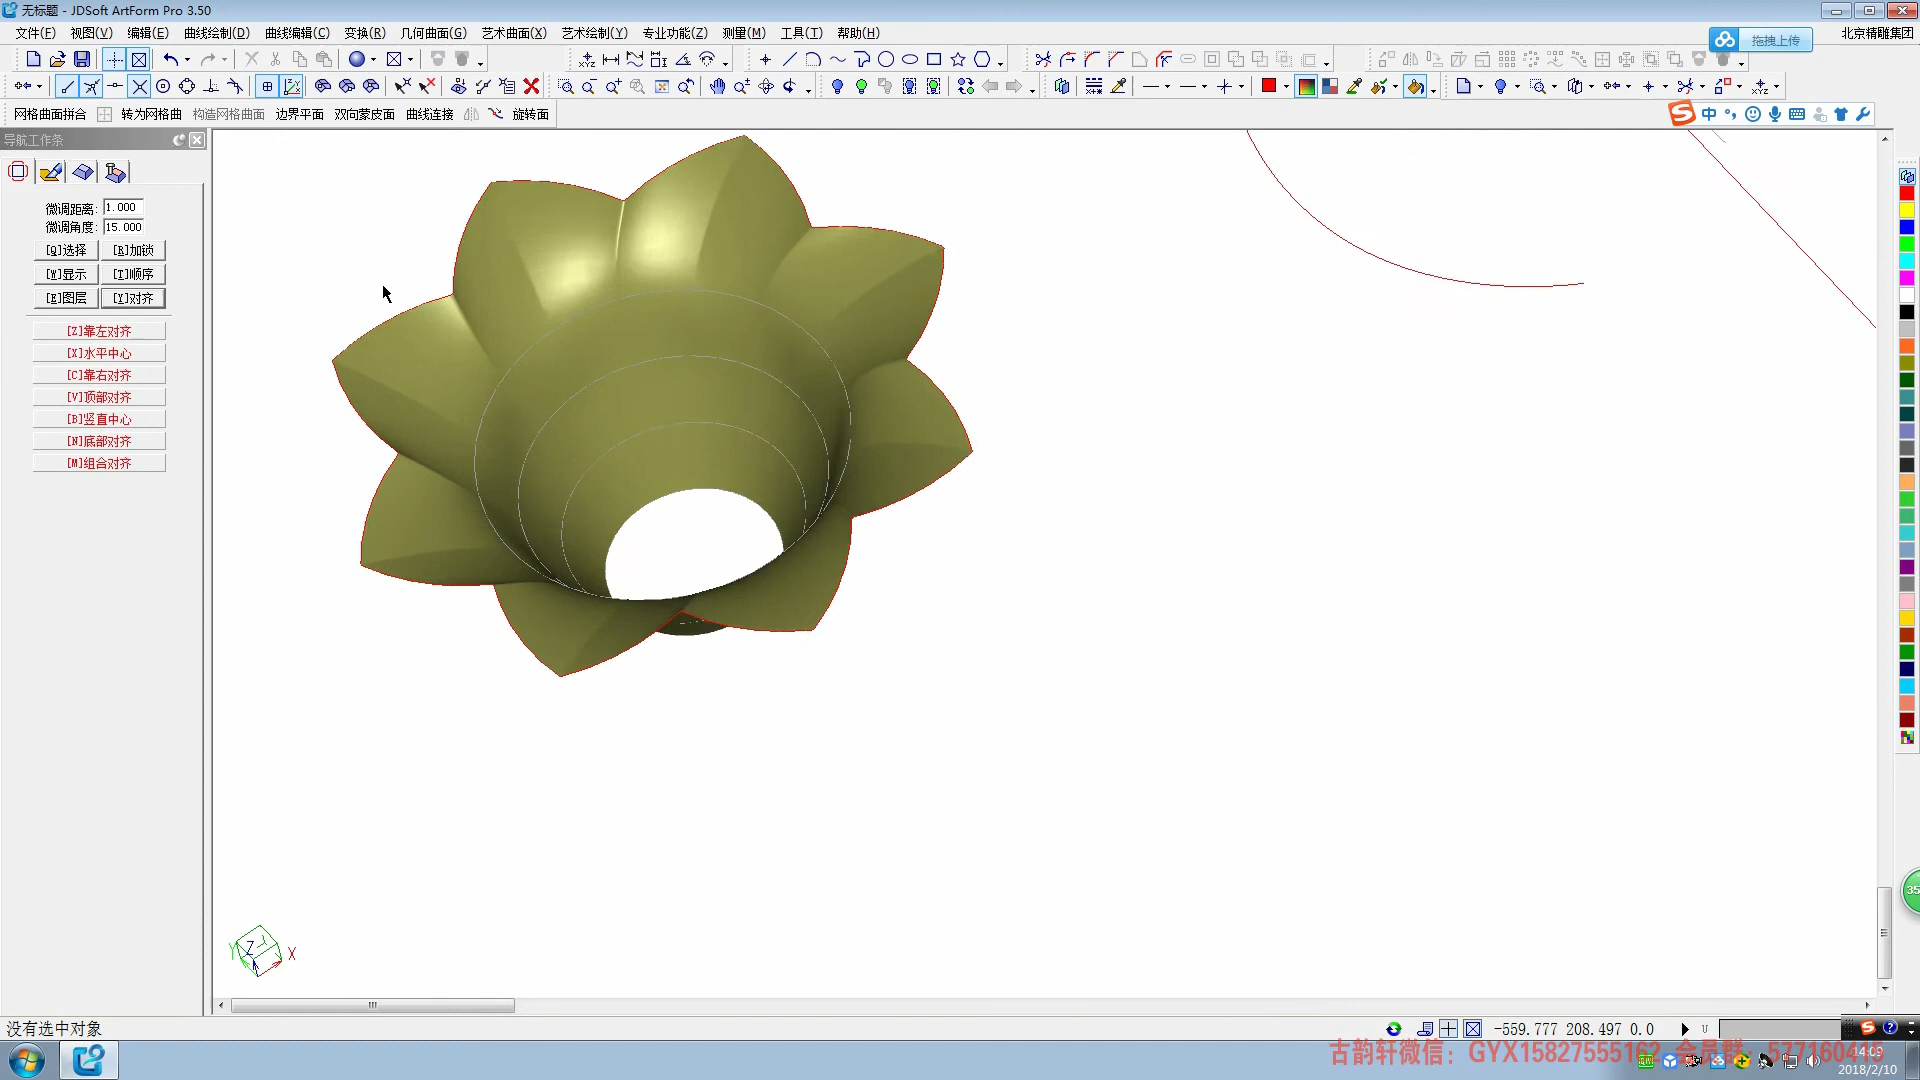 无标题 - JDSoft ArtForm Pro 3.50
文件(F) 视图(V) 编辑(E) 曲线绘制(D) 曲线编辑(C) 变换(R) 几何曲面(G) 艺术曲面(X) 艺术绘制(Y) 专业功能(Z) 测量(M) 工具(T) 帮助(H)
拖拽上传
北京精雕集团
网格曲面拼合 转为网格曲 构造网格曲面 边界平面 双向蒙皮面 曲线连接 旋转面
中
导航工作条
微调距离: 1.000
微调角度: 15.000
[Q]选择 [R]加锁
[W]显示 [T]顺序
[E]图层 [Y]对齐
[Z]靠左对齐
[X]水平中心
[C]靠右对齐
[V]顶部对齐
[B]竖直中心
[N]底部对齐
[M]组合对齐
35
Y Z X
没有选中对象
-559.777 208.497 0.0
古韵轩微信：GYX15827555162 会员群：577160415
14:09
2018/2/10